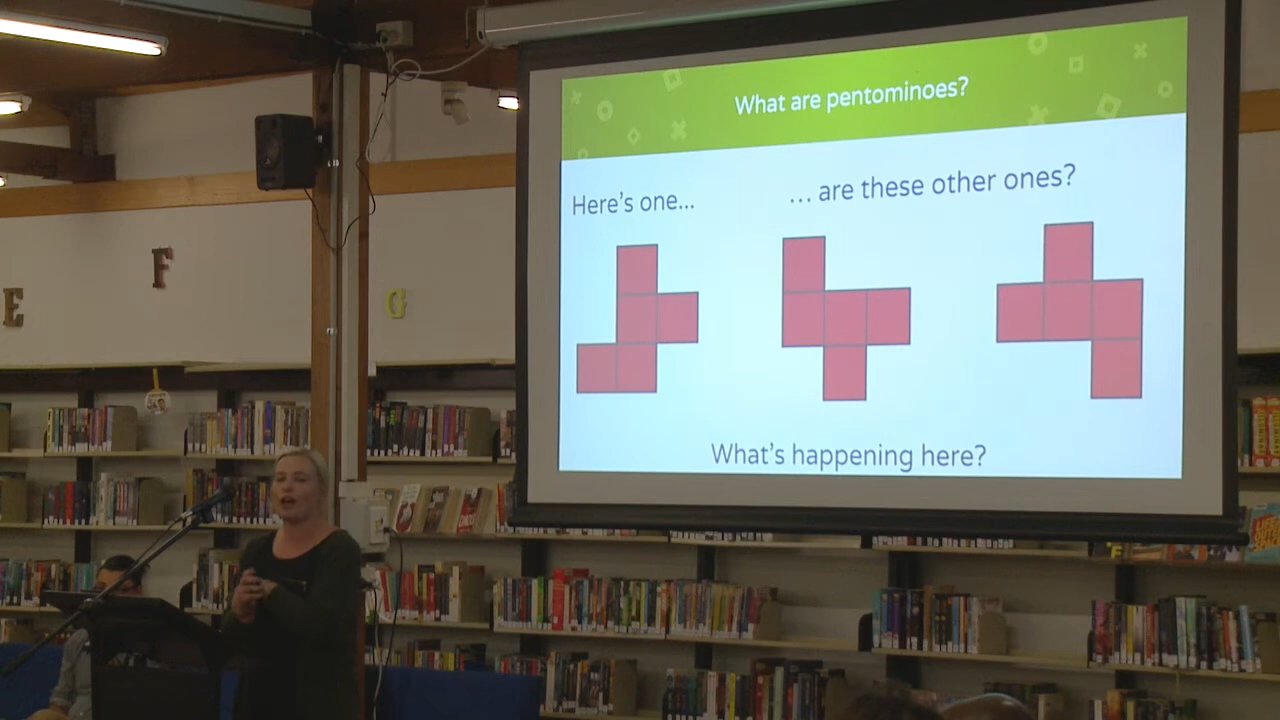 What are pentominoes?
Here's one...
... are these other ones?
What's happening here?
E
F
G